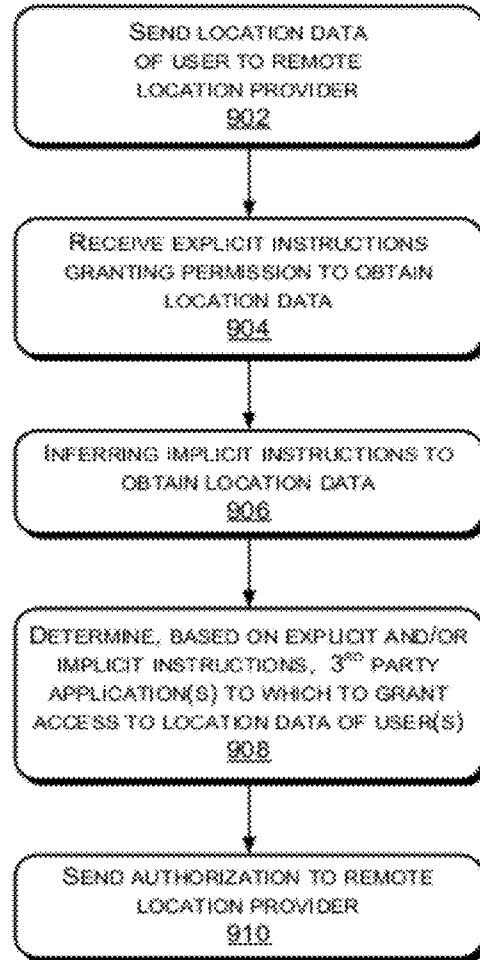 SEND LOCATION DATA
OF USER TO REMOTE
LOCATION PROVIDER
902
RECEIVE EXPLICIT INSTRUCTIONS
GRANTING PERMISSION TO OBTAIN
LOCATION DATA
904
INFERRING IMPLICIT INSTRUCTIONS TO
OBTAIN LOCATION DATA
906
DETERMINE, BASED ON EXPLICIT AND/OR
IMPLICIT INSTRUCTIONS, 3RD PARTY
APPLICATION(S) TO WHICH TO GRANT
ACCESS TO LOCATION DATA OF USER(S)
908
SEND AUTHORIZATION TO REMOTE
LOCATION PROVIDER
910